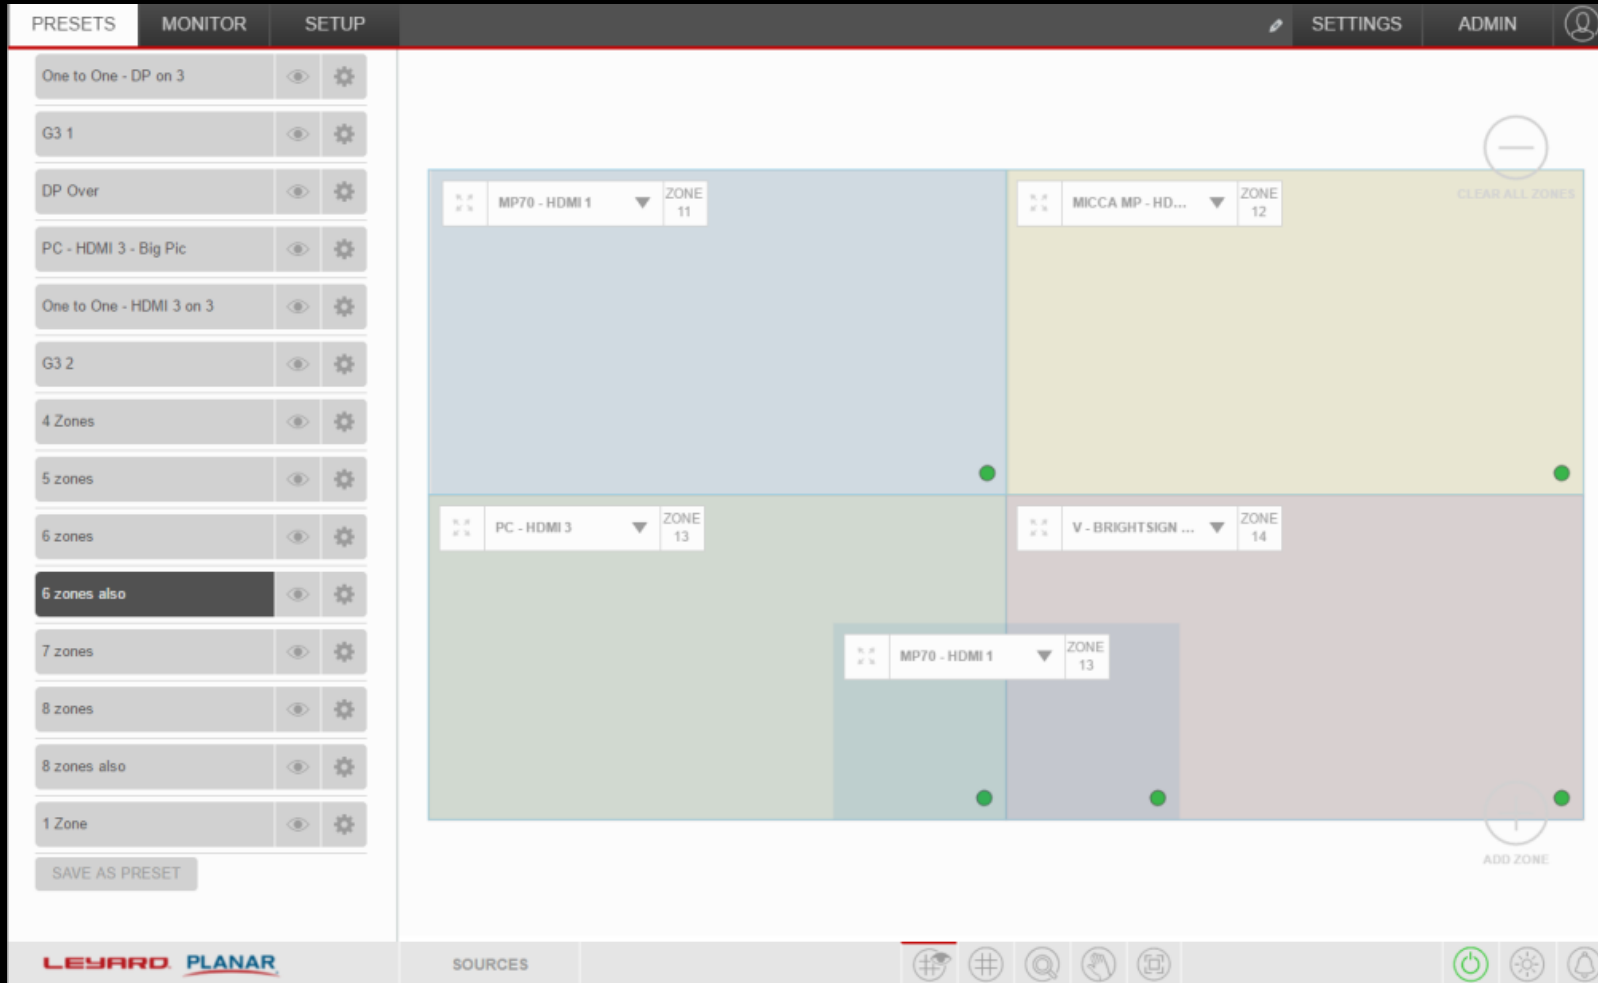 PRESETS MONITOR SETUP SETTINGS ADMIN
One to One - DP on 3
G3 1
DP Over
PC - HDMI 3 - Big Pic
One to One - HDMI 3 on 3
G3 2
4 Zones
5 zones
6 zones
6 zones also
7 zones
8 zones
8 zones also
1 Zone
SAVE AS PRESET
CLEAR ALL ZONES
MP70 - HDMI 1
ZONE
11
MICCA MP - HD...
ZONE
12
PC - HDMI 3
ZONE
13
V - BRIGHTSIGN ...
ZONE
14
MP70 - HDMI 1
ZONE
13
ADD ZONE
LEYARD PLANAR
SOURCES